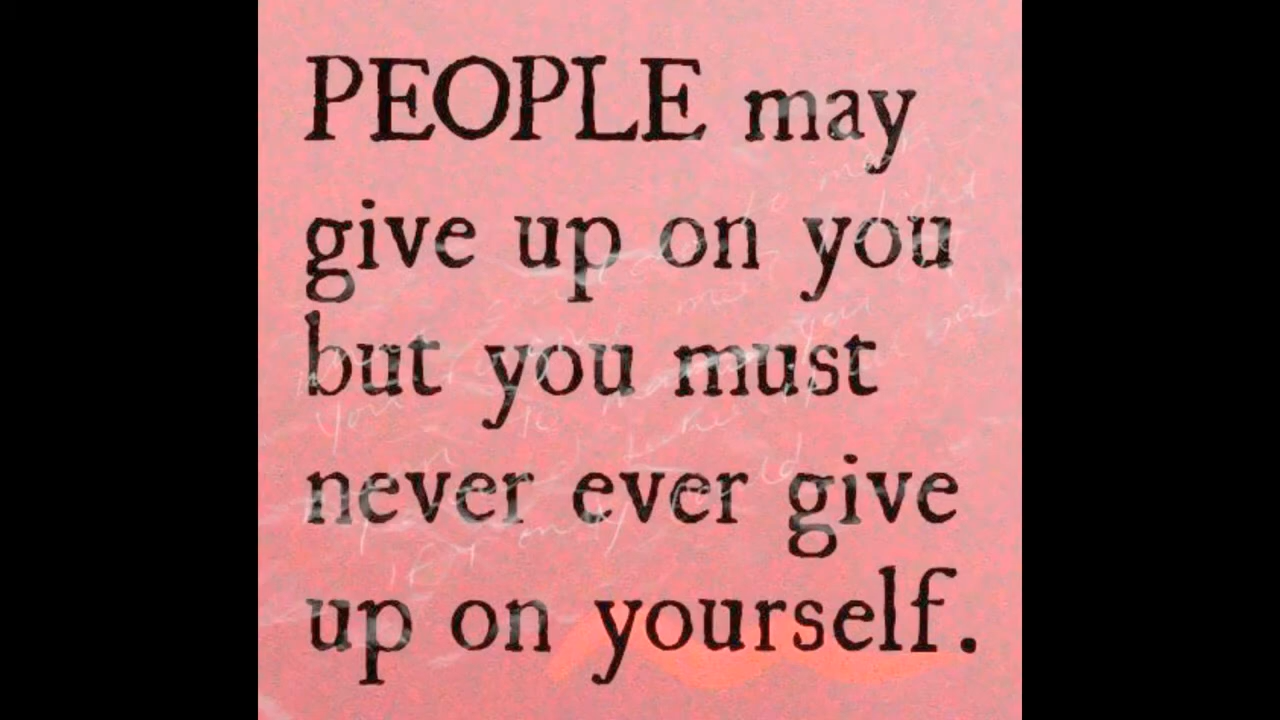 PEOPLE may
give up on you
but you must
never ever give
up on yourself.